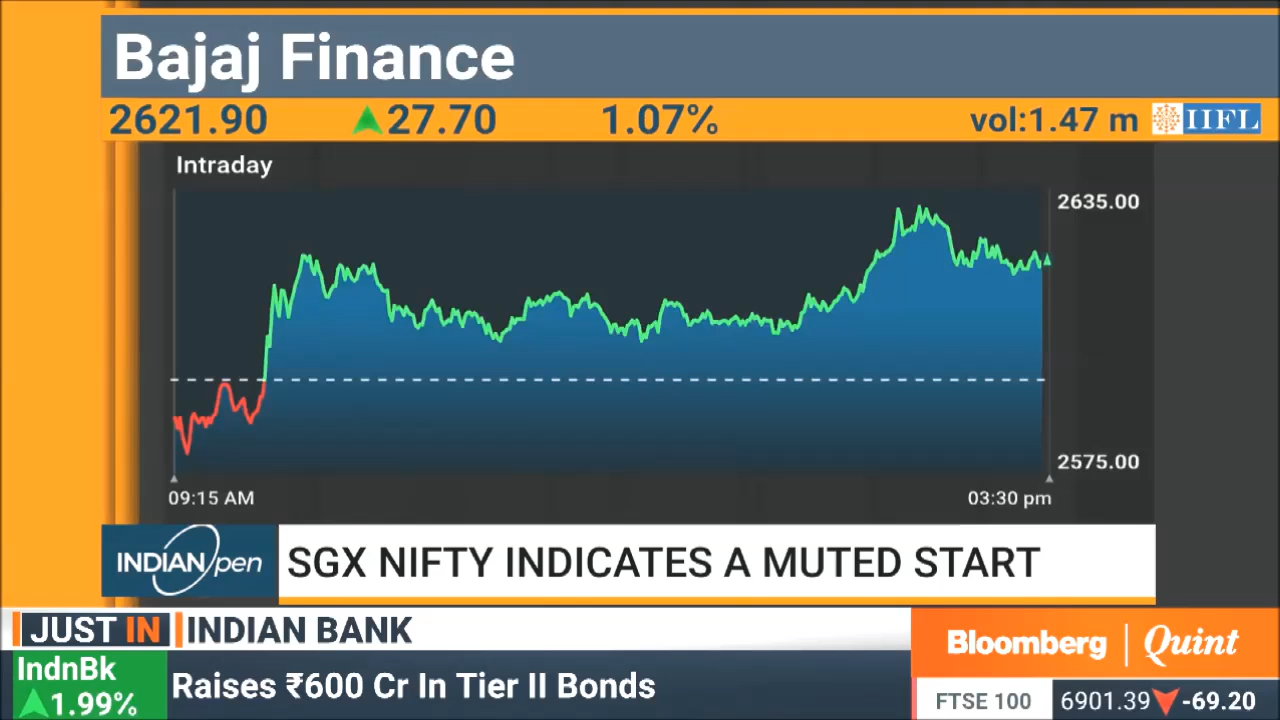 Bajaj Finance
2621.90 27.70 1.07% vol:1.47 m IIFL
Intraday
2635.00
2575.00
09:15 AM 03:30 pm
INDIAN Open SGX NIFTY INDICATES A MUTED START
JUST IN INDIAN BANK
IndnBk
1.99%
Raises ₹600 Cr In Tier II Bonds
Bloomberg | Quint
FTSE 100 6901.39 -69.20